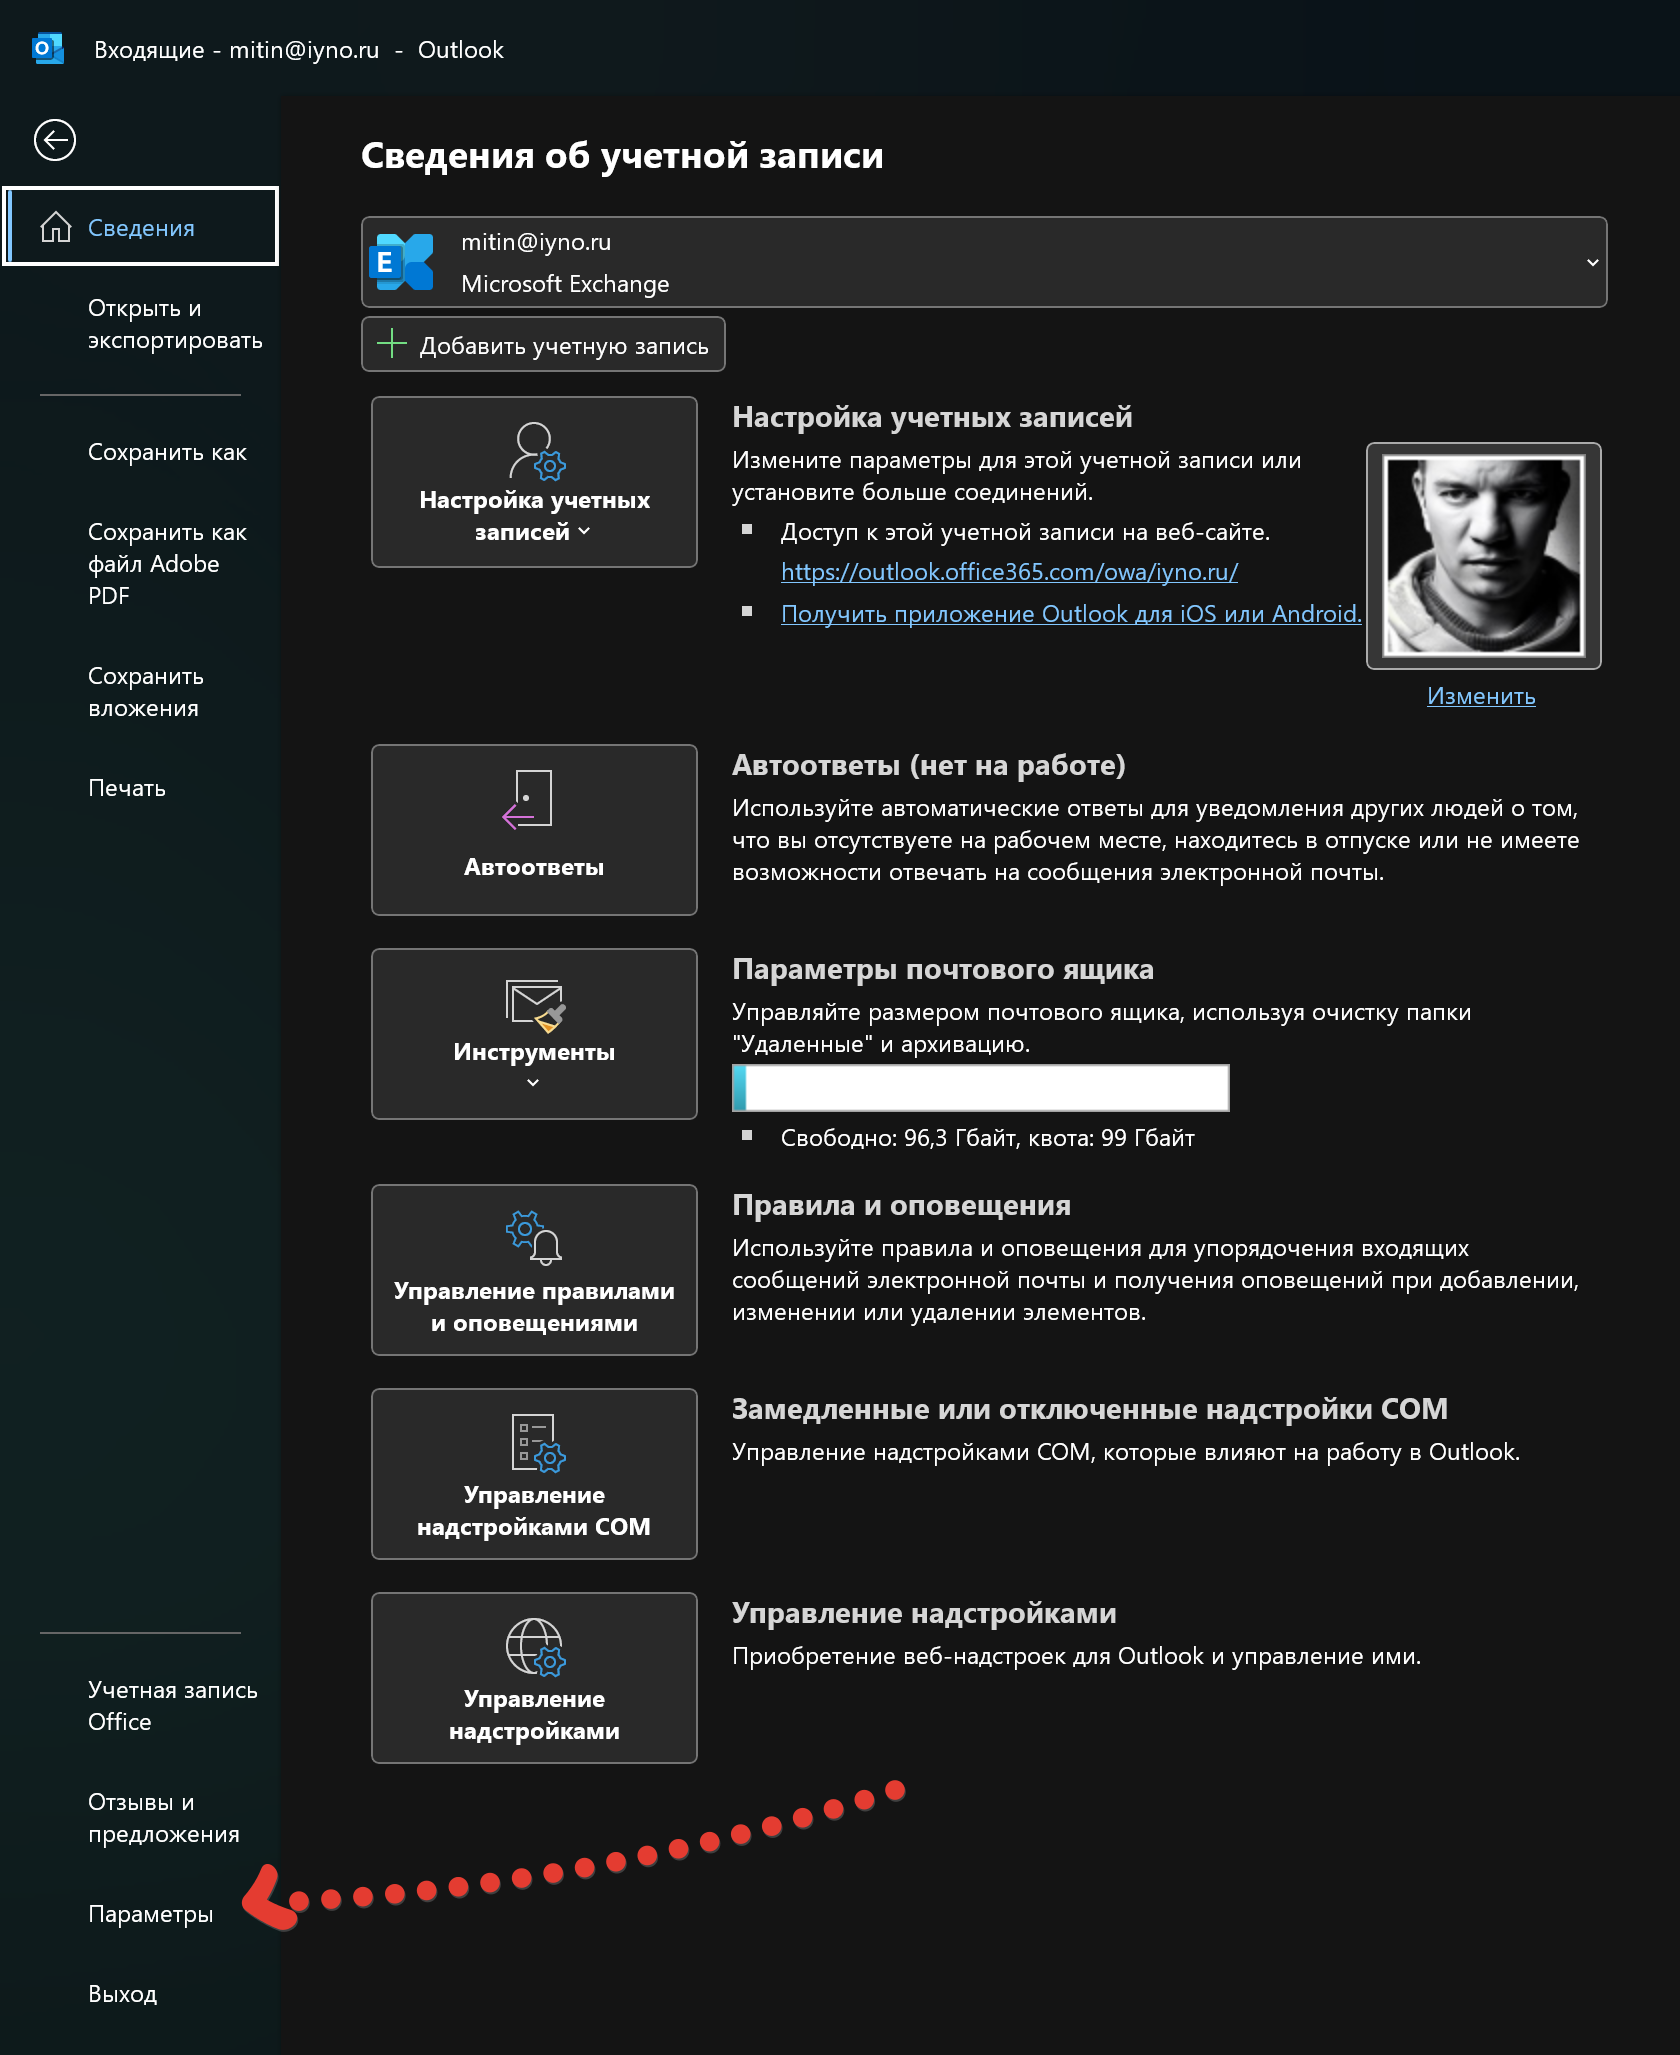 Входящие - mitin@iyno.ru - Outlook
Сведения
Открыть и
экспортировать
Сохранить как
Сохранить как
файл Adobe
PDF
Сохранить
вложения
Печать
Учетная запись
Office
Отзывы и
предложения
Параметры
Выход
Сведения об учетной записи
mitin@iyno.ru
Microsoft Exchange
Добавить учетную запись
Настройка учетных
записей
Настройка учетных записей
Измените параметры для этой учетной записи или
установите больше соединений.
Доступ к этой учетной записи на веб-сайте.
https://outlook.office365.com/owa/iyno.ru/
Получить приложение Outlook для iOS или Android.
Изменить
Автоответы
Автоответы (нет на работе)
Используйте автоматические ответы для уведомления других людей о том,
что вы отсутствуете на рабочем месте, находитесь в отпуске или не имеете
возможности отвечать на сообщения электронной почты.
Инструменты
Параметры почтового ящика
Управляйте размером почтового ящика, используя очистку папки
"Удаленные" и архивацию.
Свободно: 96,3 Гбайт, квота: 99 Гбайт
Управление правилами
и оповещениями
Правила и оповещения
Используйте правила и оповещения для упорядочения входящих
сообщений электронной почты и получения оповещений при добавлении,
изменении или удалении элементов.
Управление
надстройками COM
Замедленные или отключенные надстройки COM
Управление надстройками COM, которые влияют на работу в Outlook.
Управление
надстройками
Управление надстройками
Приобретение веб-надстроек для Outlook и управление ими.